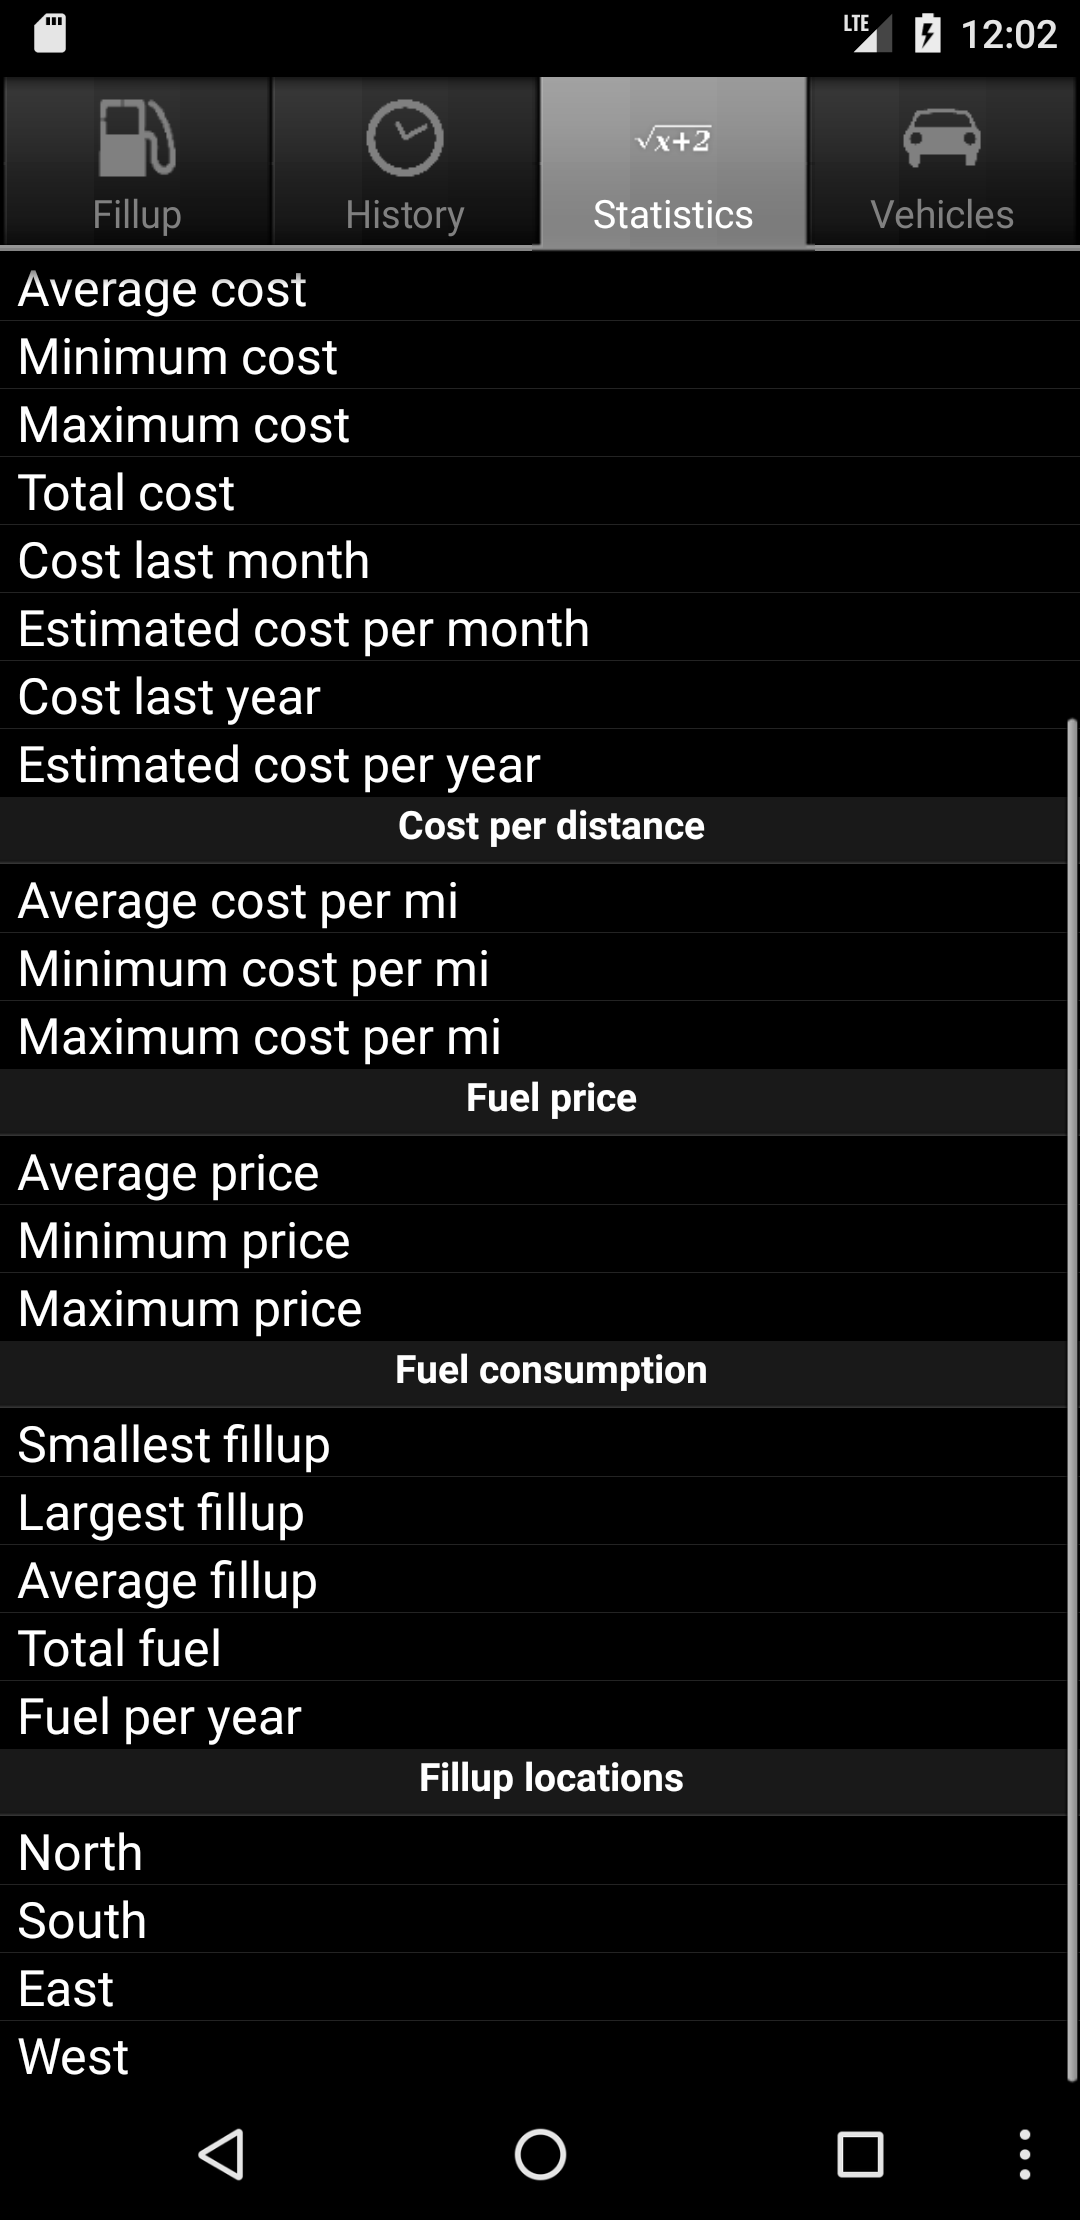 LTE 12:02
Fillup History Statistics Vehicles
√x+2
Average cost
Minimum cost
Maximum cost
Total cost
Cost last month
Estimated cost per month
Cost last year
Estimated cost per year
Cost per distance
Average cost per mi
Minimum cost per mi
Maximum cost per mi
Fuel price
Average price
Minimum price
Maximum price
Fuel consumption
Smallest fillup
Largest fillup
Average fillup
Total fuel
Fuel per year
Fillup locations
North
South
East
West